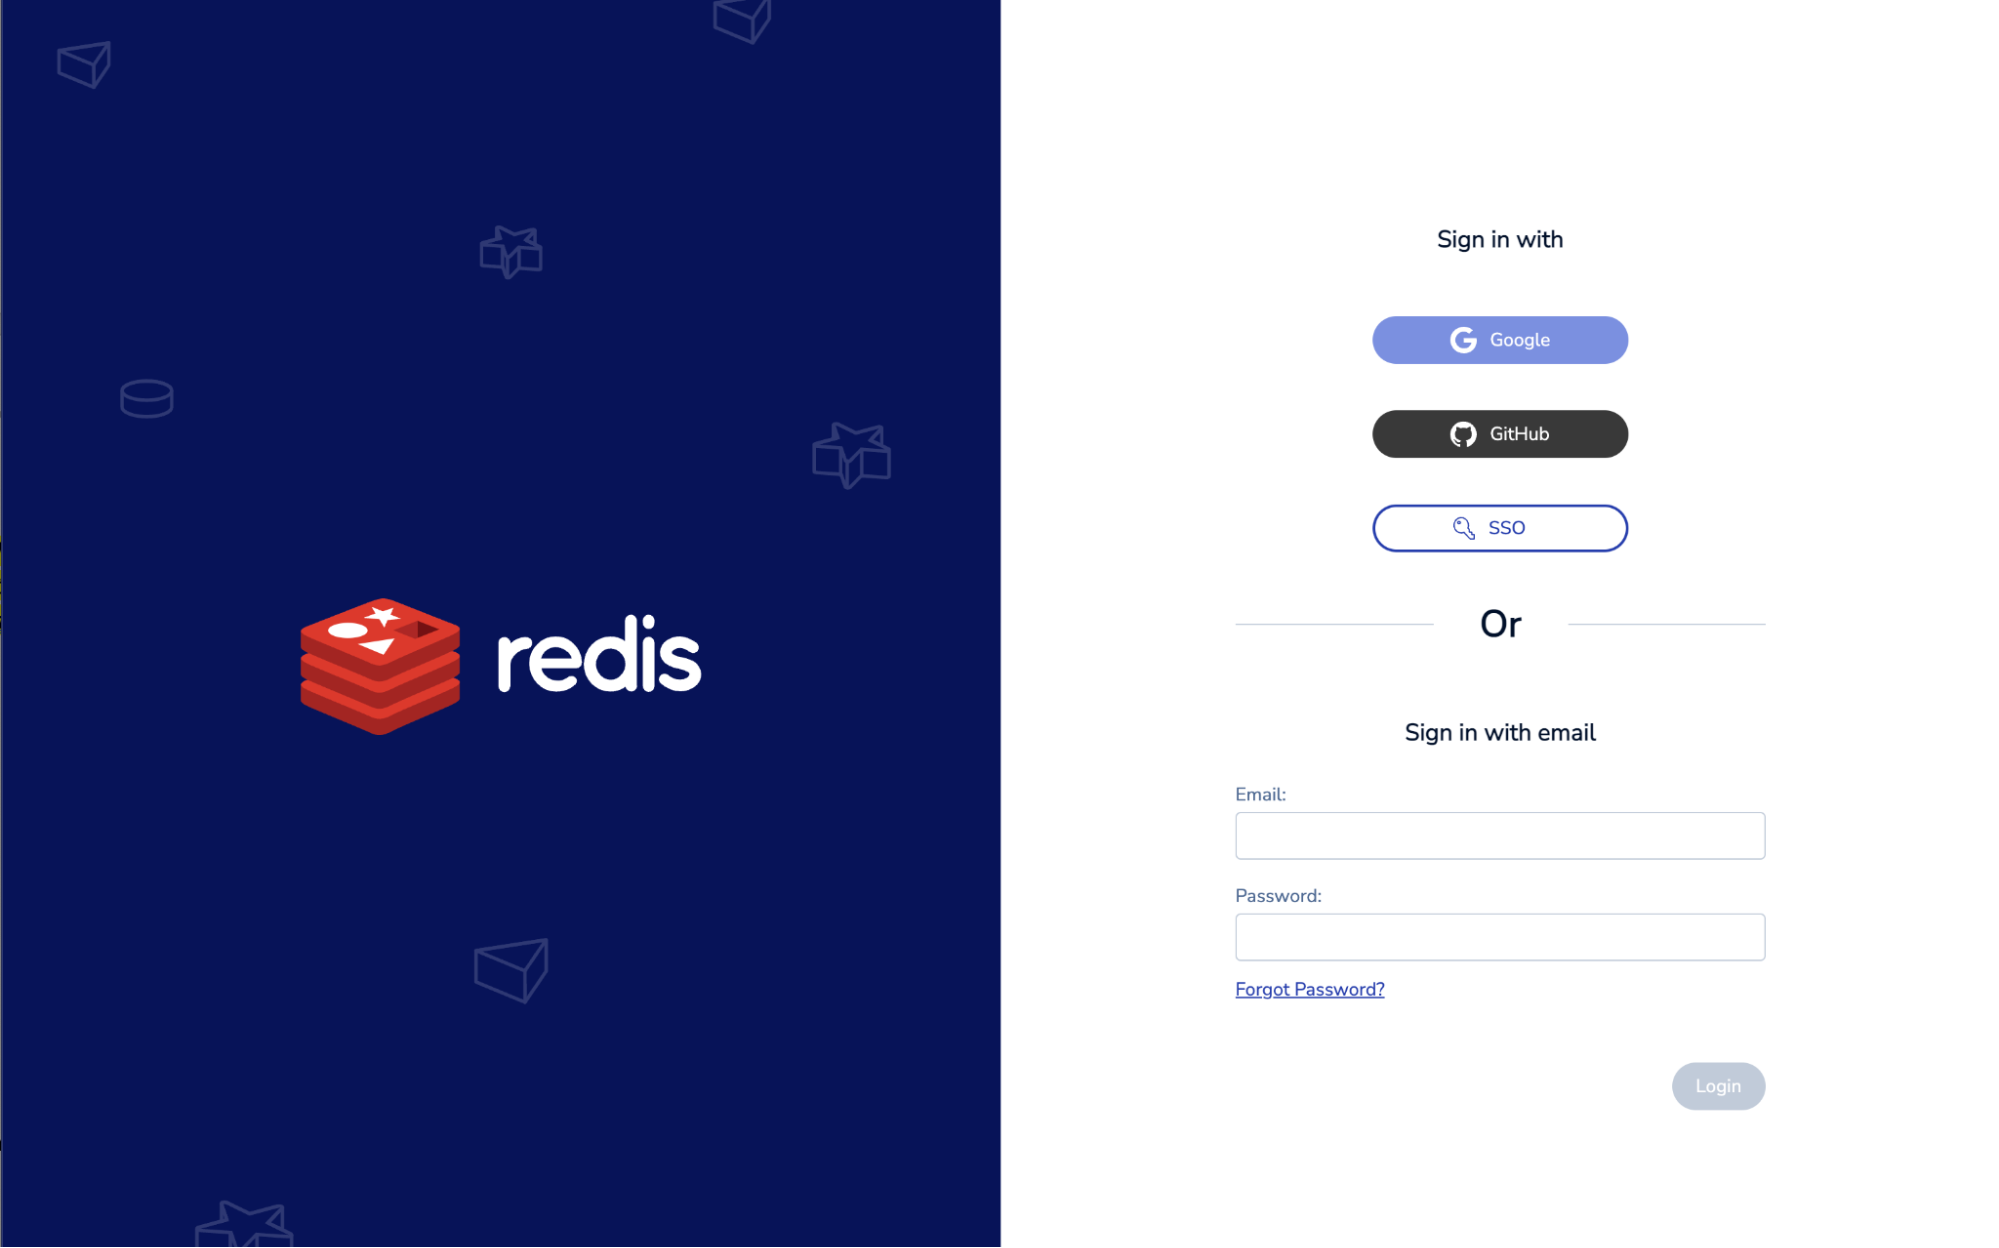 redis
Sign in with
Google
GitHub
SSO
Or
Sign in with email
Email:
Password:
Forgot Password?
Login